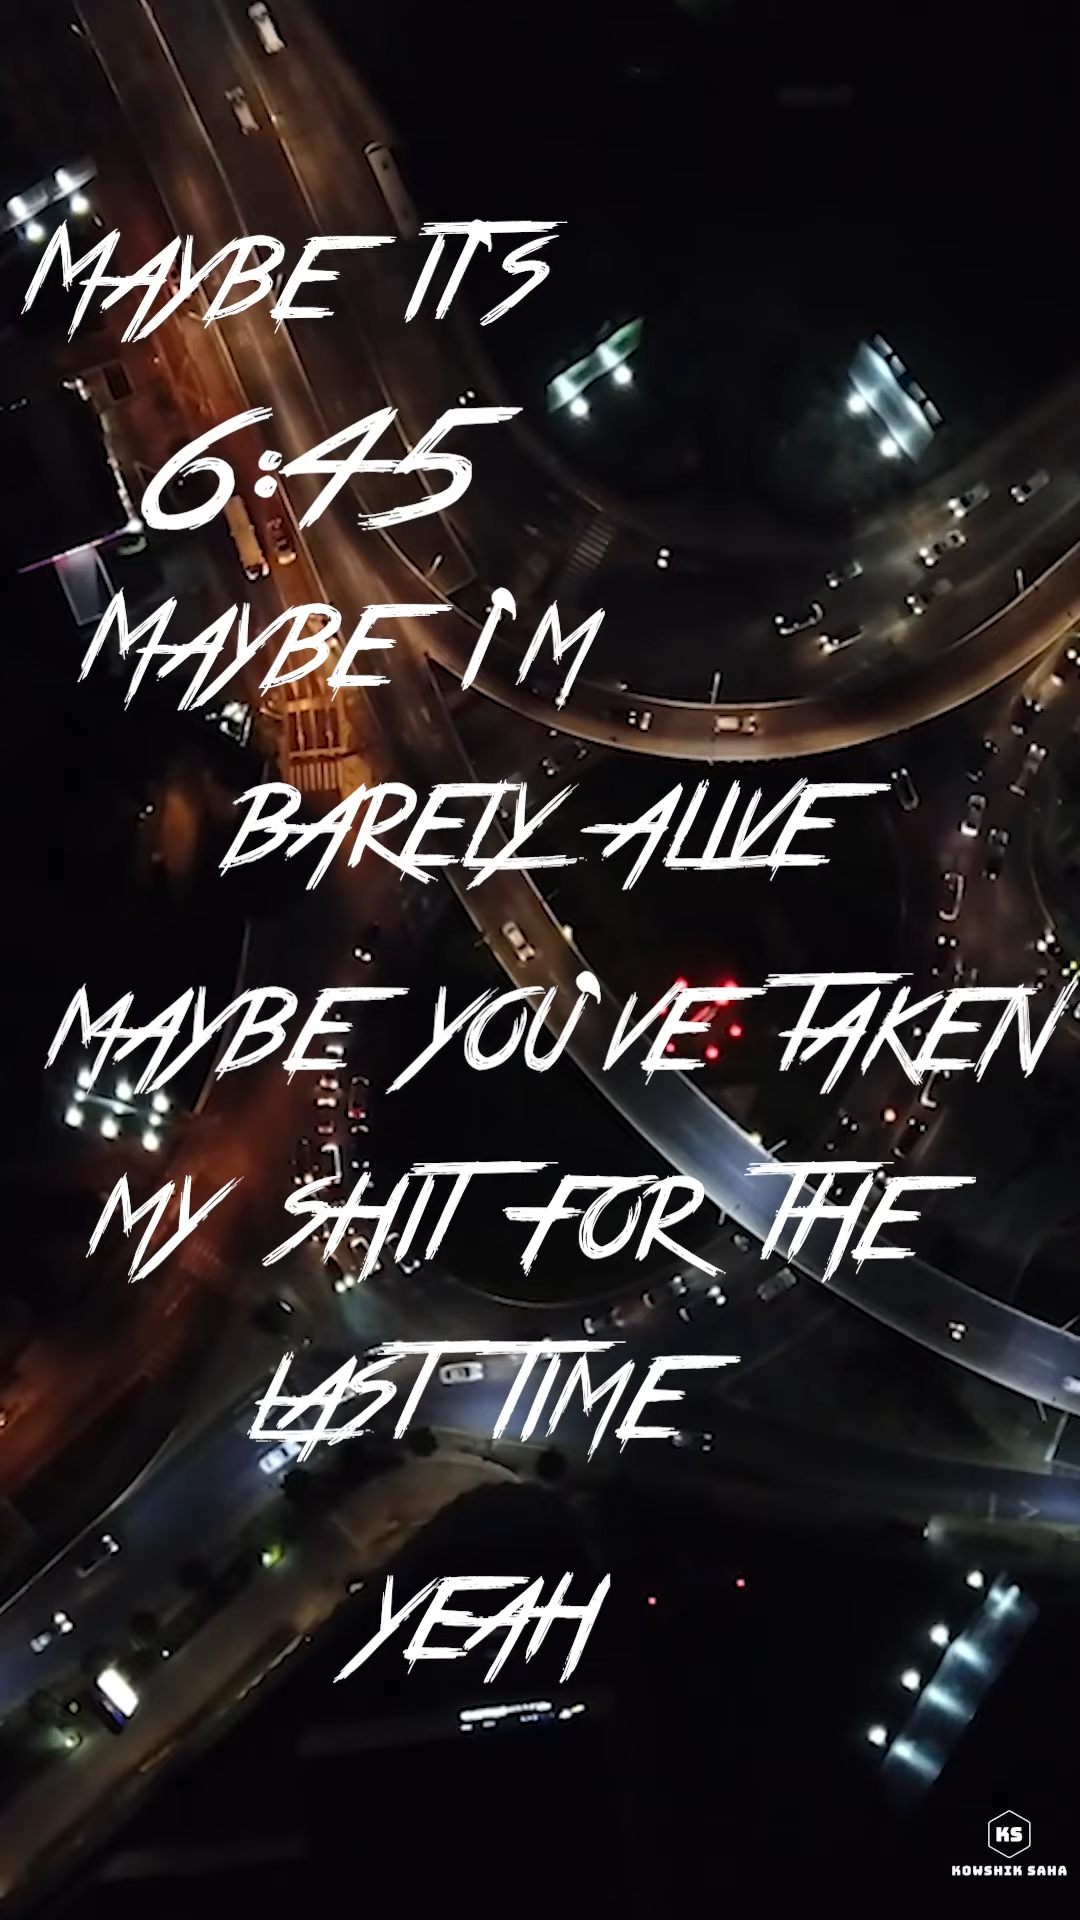 MAYBE IT'S
6:45
MAYBE I'M
BARELY ALIVE
MAYBE YOU'VE TAKEN
MY SHIT FOR THE
LAST TIME
YEAH
KS
KOWSHIK SAHA